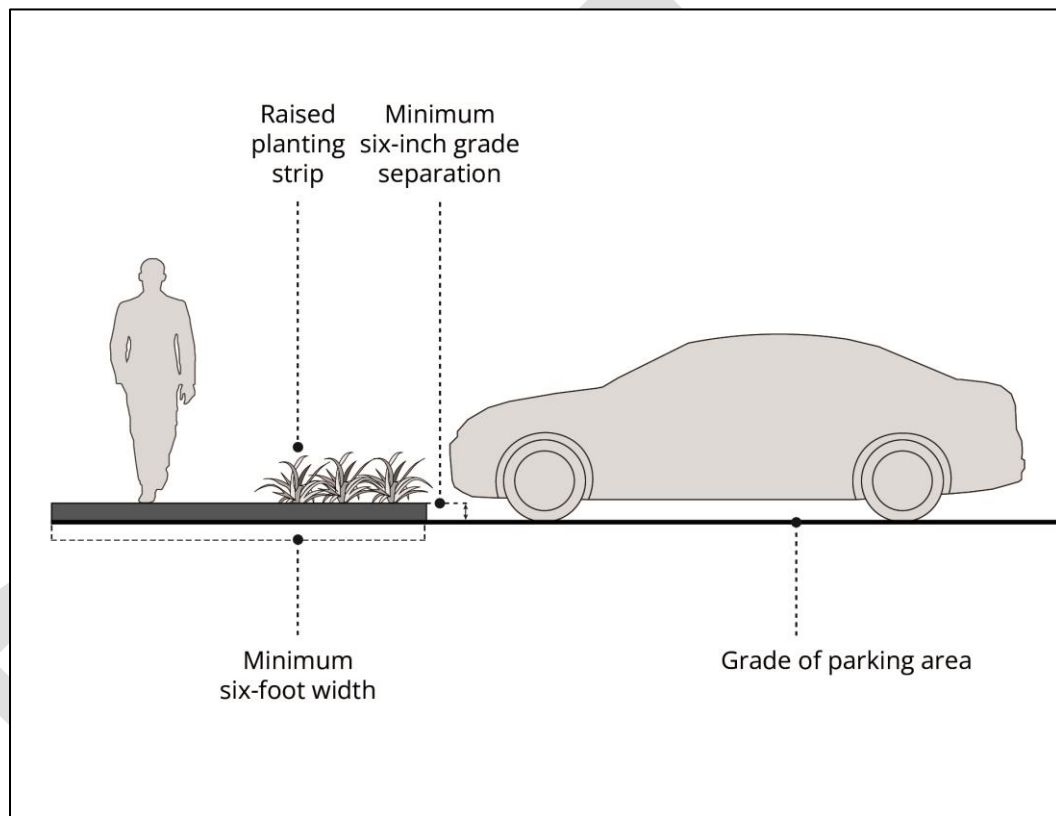 Raised
planting
strip
Minimum
six-inch grade
separation
Minimum
six-foot width
Grade of parking area